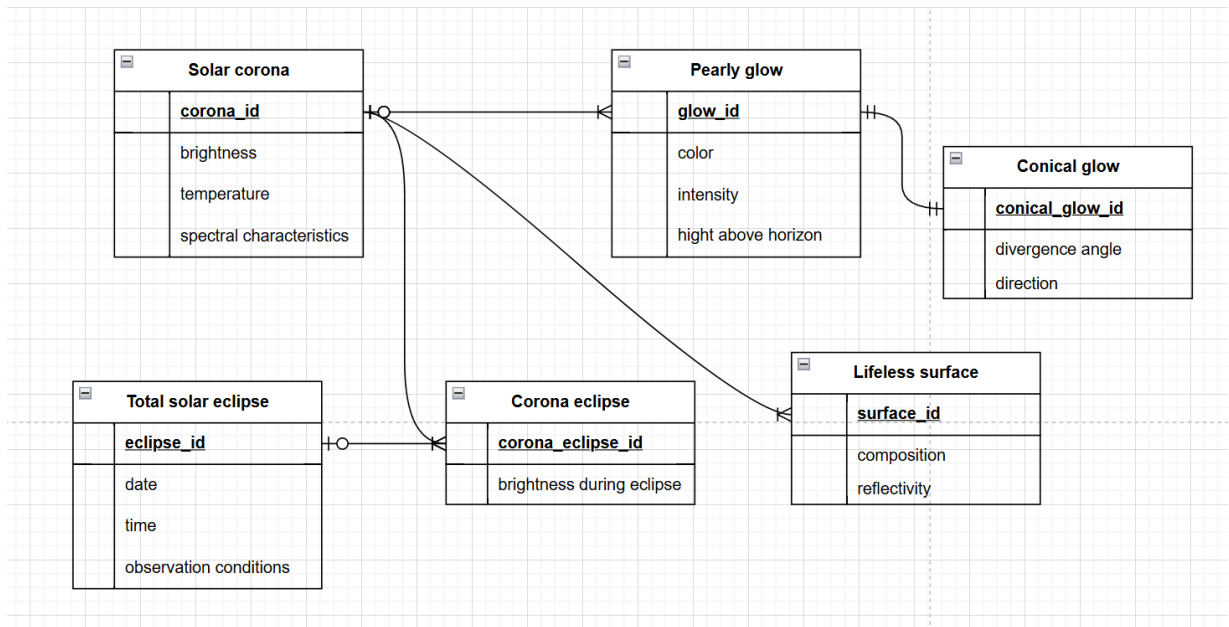 Solar corona
corona_id
brightness
temperature
spectral characteristics
Pearly glow
glow_id
color
intensity
hight above horizon
Conical glow
conical_glow_id
divergence angle
direction
Total solar eclipse
eclipse_id
date
time
observation conditions
Corona eclipse
corona_eclipse_id
brightness during eclipse
Lifeless surface
surface_id
composition
reflectivity